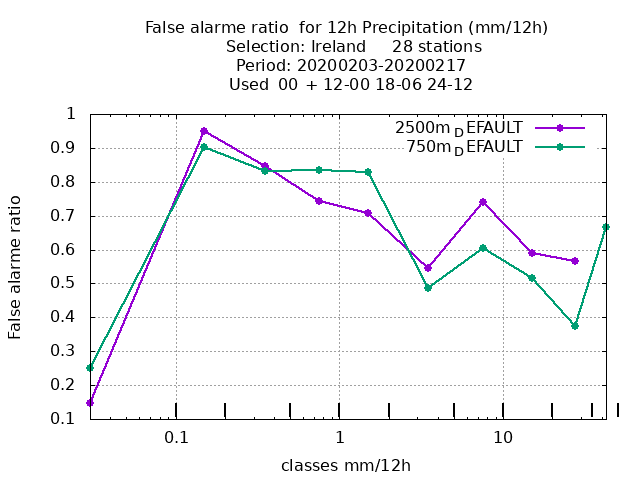 False alarme ratio  for 12h Precipitation (mm/12h)
Selection: Ireland     28 stations
Period: 20200203-20200217
Used  00  + 12-00 18-06 24-12
2500m_DEFAULT
750m_DEFAULT
1
0.9
0.8
0.7
0.6
0.5
0.4
0.3
0.2
0.1
False alarme ratio
0.1 1 10
classes mm/12h